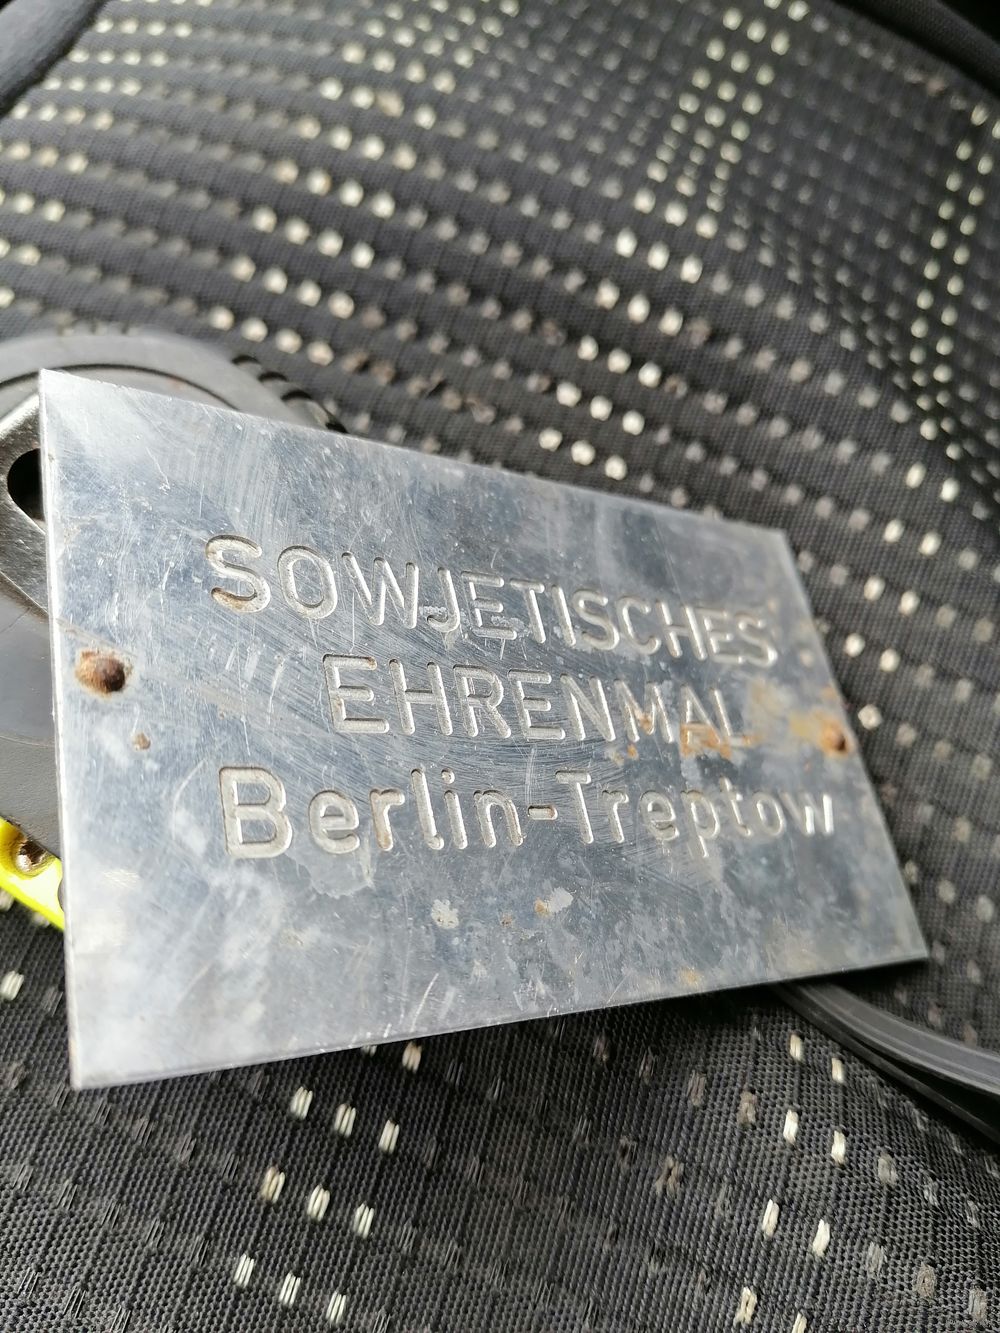 SOWJETISCHES
EHRENMAL
Berlin-Treptow